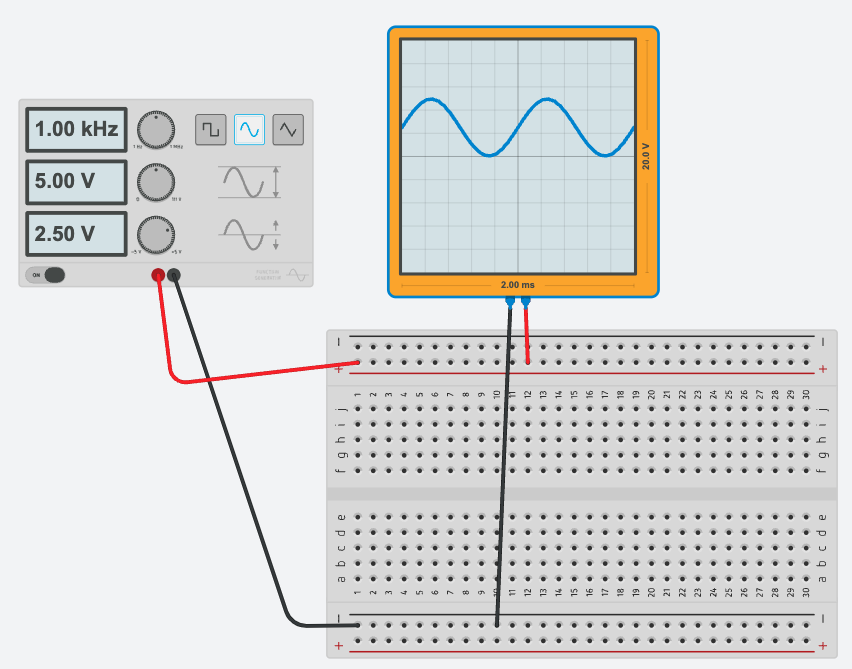 1.00 kHz
1 Hz 1 MHz
5.00 V
2.50 V
-5 V +5 V
ON
FUNCTION
GENERATOR
20.0 V
2.00 ms
− −
+ +
1 2 3 4 5 6 7 8 9 10 11 12 13 14 15 16 17 18 19 20 21 22 23 24 25 26 27 28 29 30
j j
i i
h h
g g
f f
e e
d d
c c
b b
a a
1 2 3 4 5 6 7 8 9 10 11 12 13 14 15 16 17 18 19 20 21 22 23 24 25 26 27 28 29 30
− −
+ +